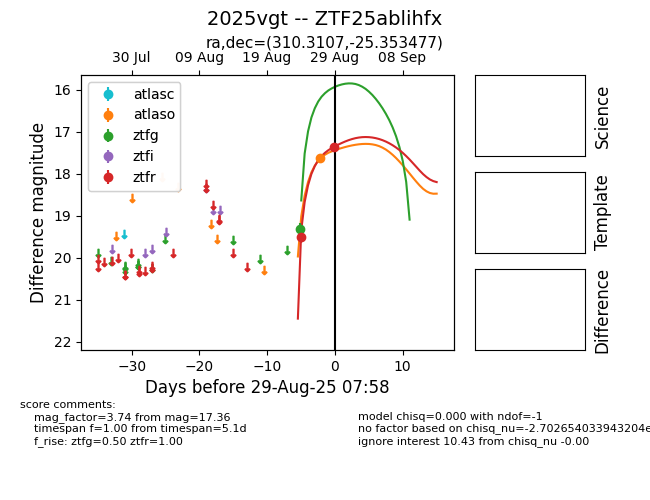 2025vgt -- ZTF25ablihfx
ra,dec=(310.3107,-25.353477)
30 Jul 09 Aug 19 Aug 29 Aug 08 Sep
atlasc
atlaso
ztfg
ztfi
ztfr
16
17
18
19
20
21
22
Difference magnitude
−30 −20 −10 0 10
Days before 29-Aug-25 07:58
Science
Template
Difference
score comments:
mag_factor=3.74 from mag=17.36
timespan f=1.00 from timespan=5.1d
f_rise: ztfg=0.50 ztfr=1.00
model chisq=0.000 with ndof=-1
no factor based on chisq_nu=-2.702654033943204e
ignore interest 10.43 from chisq_nu -0.00